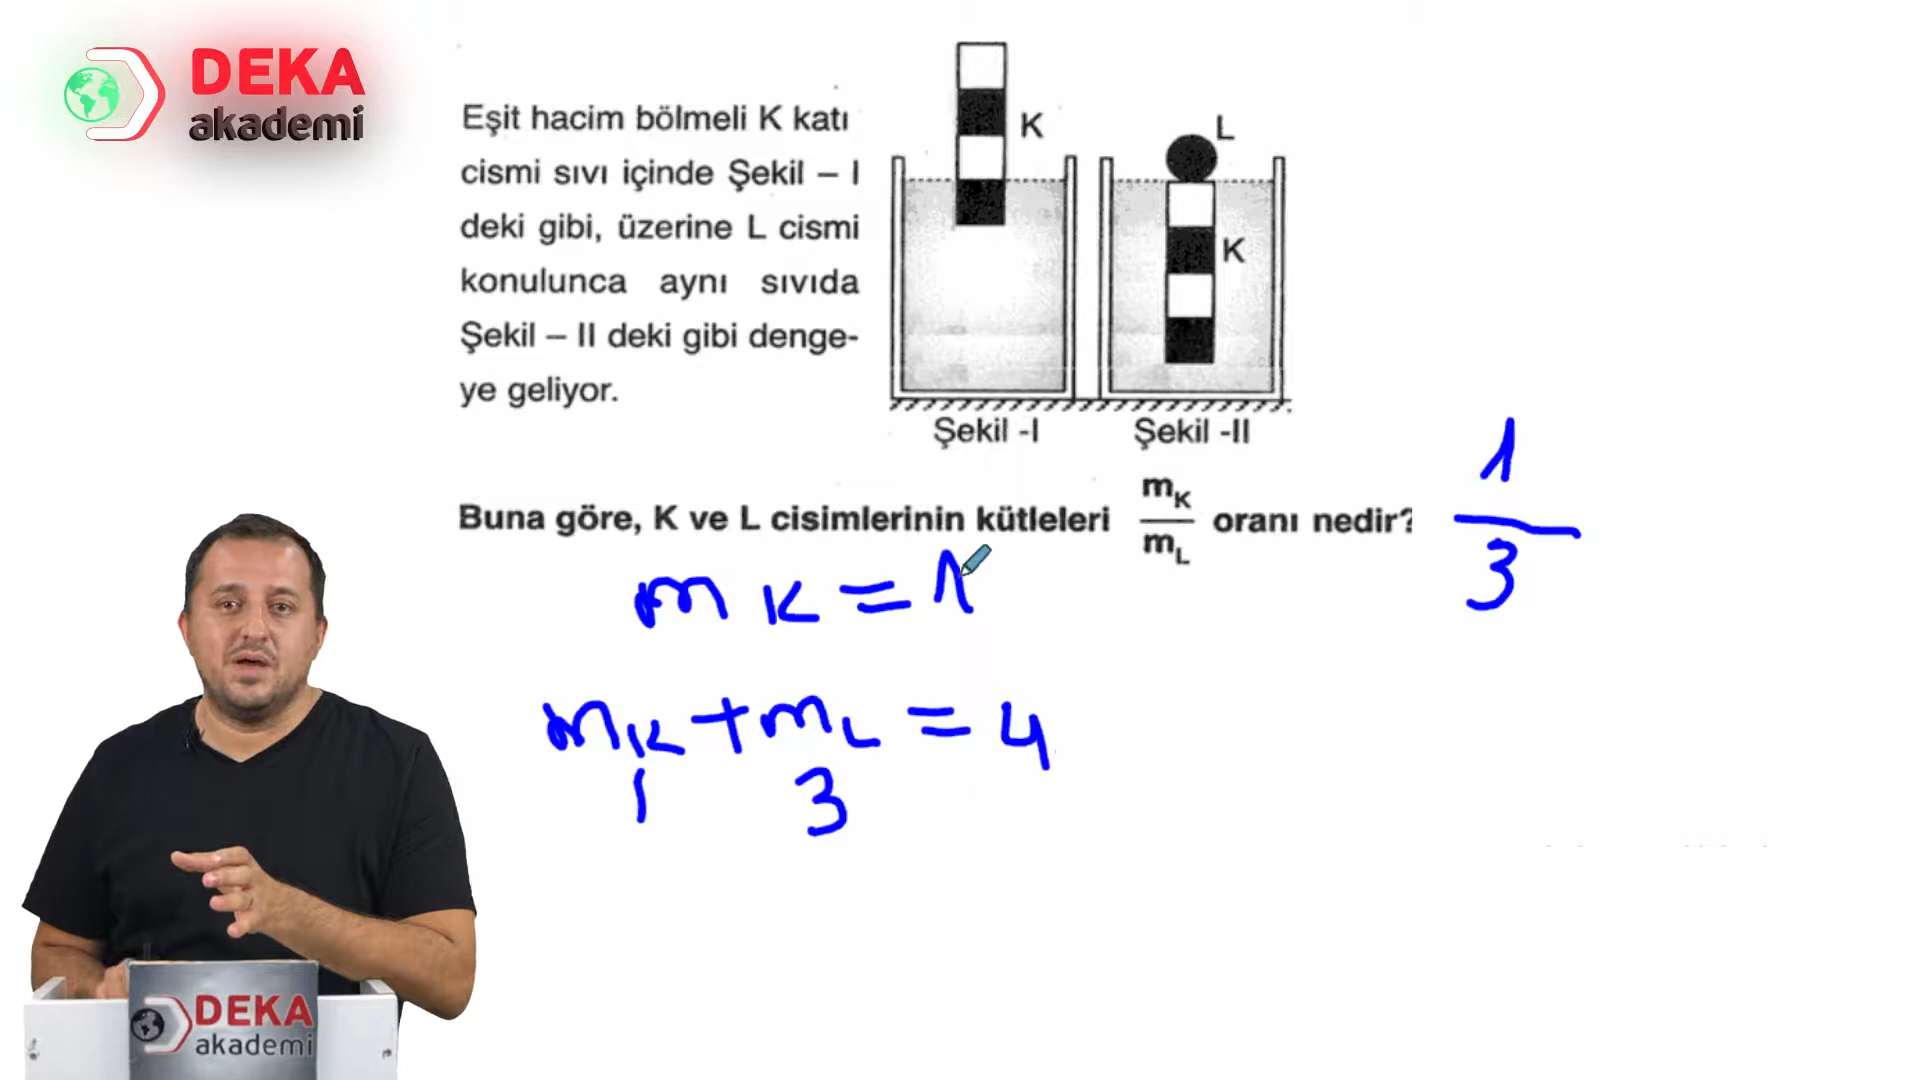 DEKA
akademi
Eşit hacim bölmeli K katı
cismi sıvı içinde Şekil – I
deki gibi, üzerine L cismi
konulunca aynı sıvıda
Şekil – II deki gibi denge-
ye geliyor.
K
L
K
Şekil -I
Şekil -II
Buna göre, K ve L cisimlerinin kütleleri mK/mL oranı nedir?
1
3
mK = 1
mK + mL = 4
1 3
DEKA
akademi